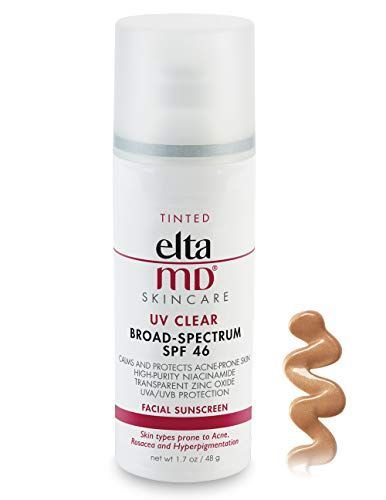 TINTED
elta
MD®
SKINCARE
UV CLEAR
BROAD-SPECTRUM
SPF 46
CALMS AND PROTECTS ACNE-PRONE SKIN
HIGH-PURITY NIACINAMIDE
TRANSPARENT ZINC OXIDE
UVA/UVB PROTECTION
FACIAL SUNSCREEN
Skin types prone to Acne,
Rosacea and Hyperpigmentation
net wt 1.7 oz/ 48 g